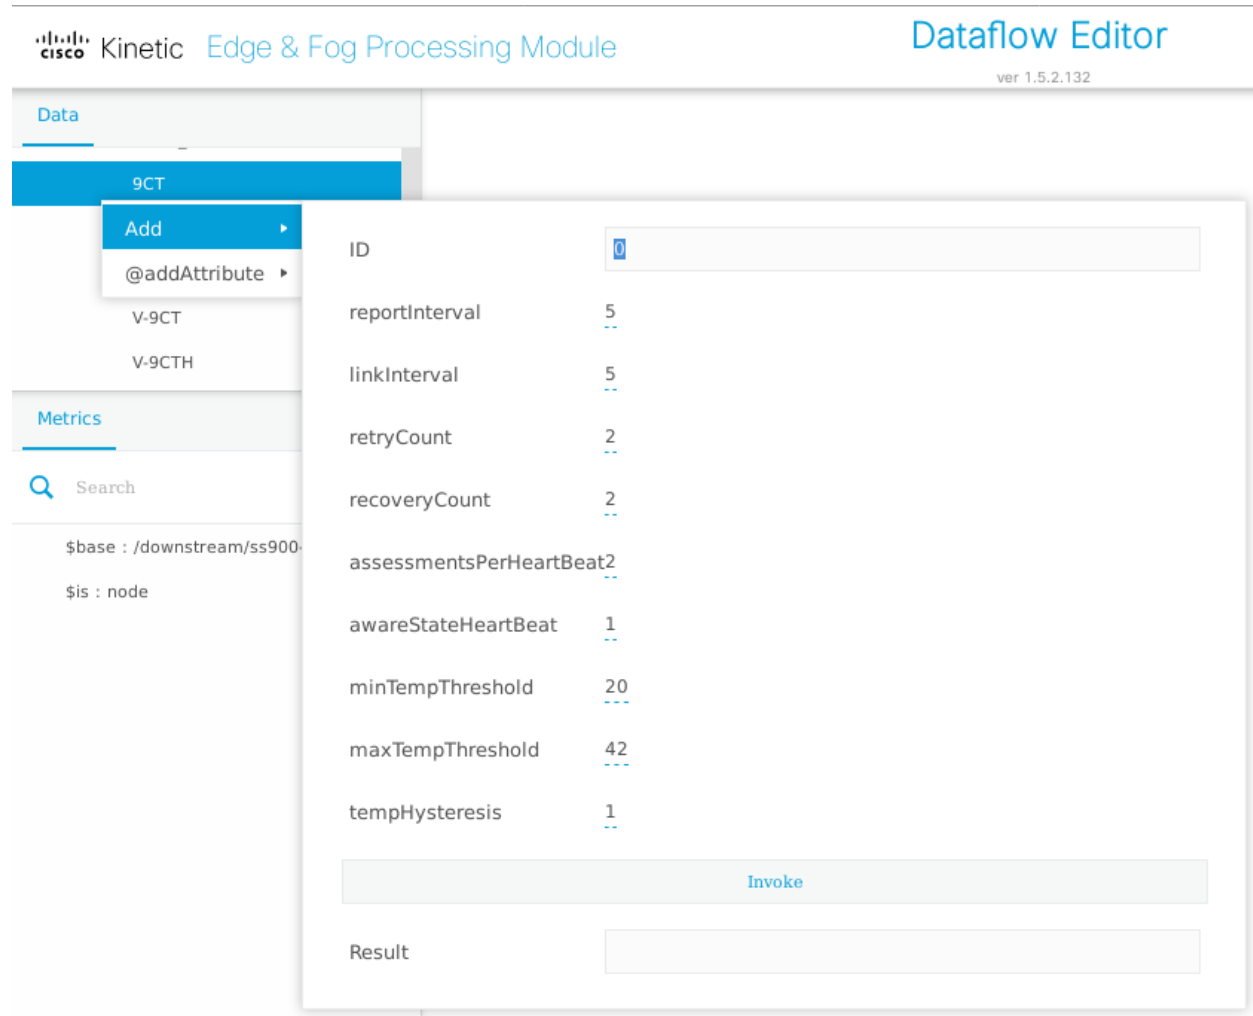 cisco Kinetic Edge & Fog Processing Module
Dataflow Editor
ver 1.5.2.132
Data
9CT
Add
@addAttribute
V-9CT
V-9CTH
Metrics
Search
$base : /downstream/ss900-
$is : node
ID 0
reportInterval 5
linkInterval 5
retryCount 2
recoveryCount 2
assessmentsPerHeartBeat 2
awareStateHeartBeat 1
minTempThreshold 20
maxTempThreshold 42
tempHysteresis 1
Invoke
Result